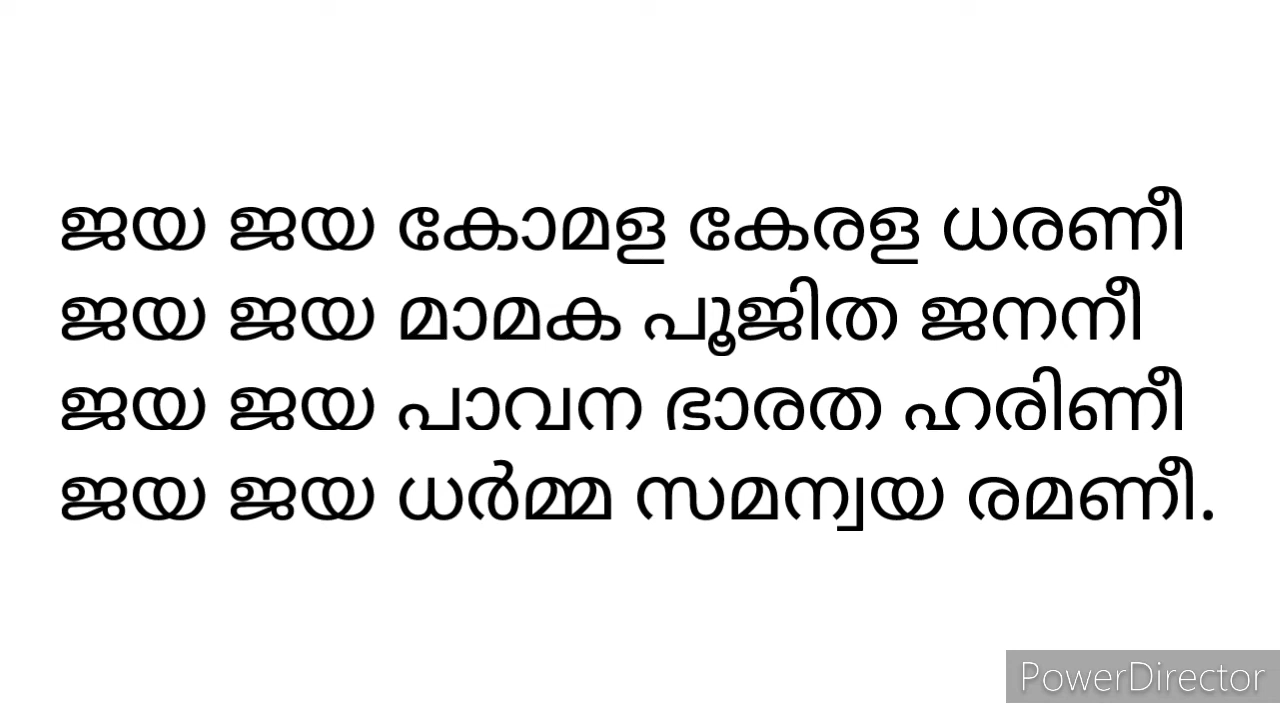 ജയ ജയ കോമള കേരള ധരണീ
ജയ ജയ മാമക പൂജിത ജനനീ
ജയ ജയ പാവന ഭാരത ഹരിണീ
ജയ ജയ ധർമ്മ സമന്വയ രമണീ.
PowerDirector